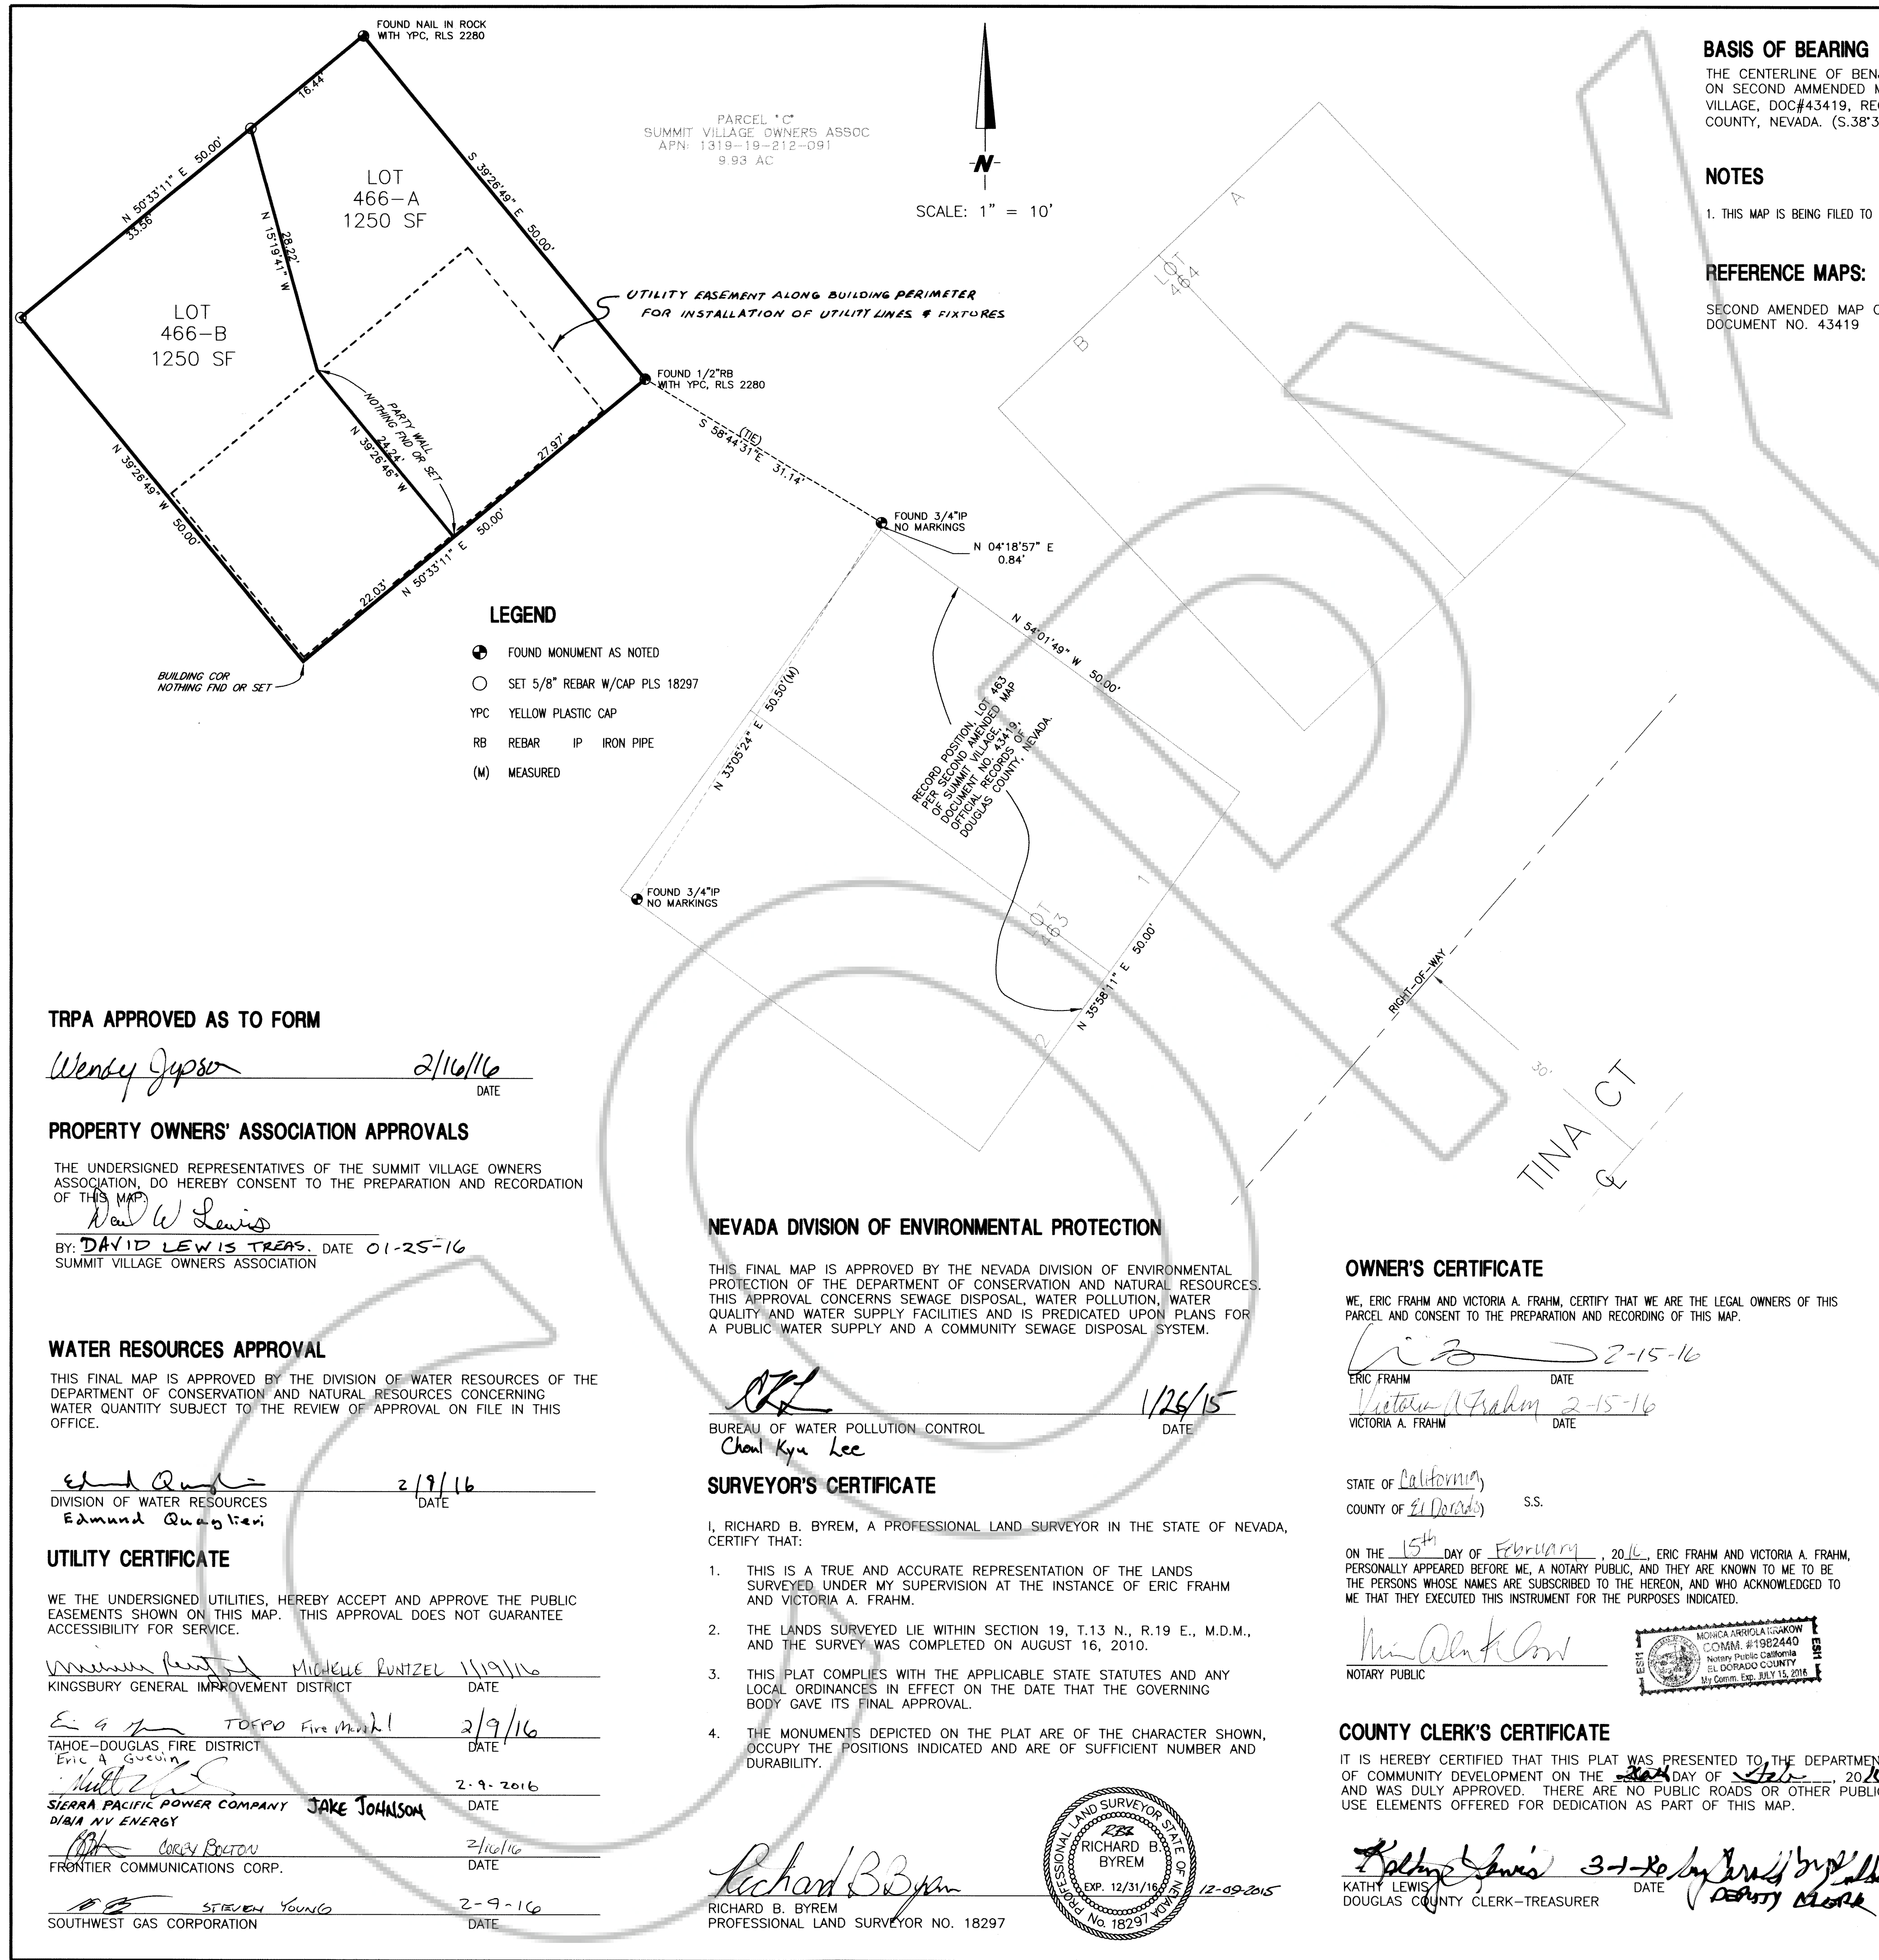 FOUND NAIL IN ROCK
WITH YPC, RLS 2280
16.44'
N 50°33'11" E 50.00'
33.56'
LOT
466-A
1250 SF
N 15°19'41" W
28.22'
S 39°26'49" E 50.00'
LOT
466-B
1250 SF
UTILITY EASEMENT ALONG BUILDING PERIMETER
FOR INSTALLATION OF UTILITY LINES & FIXTURES
FOUND 1/2"RB
WITH YPC, RLS 2280
PARTY WALL
NOTHING FND OR SET
24.24'
N 39°26'46" W
27.97'
N 39°26'49" W 50.00'
22.03'
N 50°33'11" E 50.00'
BUILDING COR
NOTHING FND OR SET
PARCEL "C"
SUMMIT VILLAGE OWNERS ASSOC
APN: 1319-19-212-091
9.93 AC
N
SCALE: 1" = 10'
(TIE)
S 58°44'31"E 31.14'
FOUND 3/4"IP
NO MARKINGS
N 04°18'57" E
0.84'
A
LOT
464
B
N 54°01'49" W 50.00'
N 33°05'24" E 50.50'(M)
RECORD POSITION, LOT 463
PER SECOND AMENDED MAP
OF SUMMIT VILLAGE,
DOCUMENT NO. 43419,
OFFICIAL RECORDS OF
DOUGLAS COUNTY, NEVADA.
FOUND 3/4"IP
NO MARKINGS
1
LOT
463
2
N 35°58'11" E 50.00'
RIGHT-OF-WAY
30'
TINA CT
COPY
LEGEND
FOUND MONUMENT AS NOTED
SET 5/8" REBAR W/CAP PLS 18297
YPC YELLOW PLASTIC CAP
RB REBAR IP IRON PIPE
(M) MEASURED
BASIS OF BEARING
THE CENTERLINE OF
ON SECOND AMMENDED
VILLAGE, DOC#43419,
COUNTY, NEVADA.
NOTES
1. THIS MAP IS BEING FILED TO
REFERENCE MAPS:
SECOND AMENDED MAP
DOCUMENT NO. 43419
TRPA APPROVED AS TO FORM
Wendy Jepson 2/16/16
DATE
PROPERTY OWNERS' ASSOCIATION APPROVALS
THE UNDERSIGNED REPRESENTATIVES OF THE SUMMIT VILLAGE OWNERS
ASSOCIATION, DO HEREBY CONSENT TO THE PREPARATION AND RECORDATION
OF THIS MAP.
David W Lewis
BY: DAVID LEWIS TREAS. DATE 01-25-16
SUMMIT VILLAGE OWNERS ASSOCIATION
WATER RESOURCES APPROVAL
THIS FINAL MAP IS APPROVED BY THE DIVISION OF WATER RESOURCES OF THE
DEPARTMENT OF CONSERVATION AND NATURAL RESOURCES CONCERNING
WATER QUANTITY SUBJECT TO THE REVIEW OF APPROVAL ON FILE IN THIS
OFFICE.
2/9/16
DIVISION OF WATER RESOURCES DATE
Edmund Quaglieri
UTILITY CERTIFICATE
WE THE UNDERSIGNED UTILITIES, HEREBY ACCEPT AND APPROVE THE PUBLIC
EASEMENTS SHOWN ON THIS MAP. THIS APPROVAL DOES NOT GUARANTEE
ACCESSIBILITY FOR SERVICE.
MICHELLE RUNTZEL 1/19/16
KINGSBURY GENERAL IMPROVEMENT DISTRICT DATE
TDFPD Fire Marshal 2/9/16
TAHOE-DOUGLAS FIRE DISTRICT DATE
Eric A Guevin
2-9-2016
SIERRA PACIFIC POWER COMPANY JAKE JOHNSON DATE
D/B/A NV ENERGY
COREY BOLTON 2/16/16
FRONTIER COMMUNICATIONS CORP. DATE
STEVEN YOUNG 2-9-16
SOUTHWEST GAS CORPORATION DATE
NEVADA DIVISION OF ENVIRONMENTAL PROTECTION
THIS FINAL MAP IS APPROVED BY THE NEVADA DIVISION OF ENVIRONMENTAL
PROTECTION OF THE DEPARTMENT OF CONSERVATION AND NATURAL RESOURCES.
THIS APPROVAL CONCERNS SEWAGE DISPOSAL, WATER POLLUTION, WATER
QUALITY AND WATER SUPPLY FACILITIES AND IS PREDICATED UPON PLANS FOR
A PUBLIC WATER SUPPLY AND A COMMUNITY SEWAGE DISPOSAL SYSTEM.
1/26/15
BUREAU OF WATER POLLUTION CONTROL DATE
Choul Kyu Lee
SURVEYOR'S CERTIFICATE
I, RICHARD B. BYREM, A PROFESSIONAL LAND SURVEYOR IN THE STATE OF NEVADA,
CERTIFY THAT:
1. THIS IS A TRUE AND ACCURATE REPRESENTATION OF THE LANDS
SURVEYED UNDER MY SUPERVISION AT THE INSTANCE OF ERIC FRAHM
AND VICTORIA A. FRAHM.
2. THE LANDS SURVEYED LIE WITHIN SECTION 19, T.13 N., R.19 E., M.D.M.,
AND THE SURVEY WAS COMPLETED ON AUGUST 16, 2010.
3. THIS PLAT COMPLIES WITH THE APPLICABLE STATE STATUTES AND ANY
LOCAL ORDINANCES IN EFFECT ON THE DATE THAT THE GOVERNING
BODY GAVE ITS FINAL APPROVAL.
4. THE MONUMENTS DEPICTED ON THE PLAT ARE OF THE CHARACTER SHOWN,
OCCUPY THE POSITIONS INDICATED AND ARE OF SUFFICIENT NUMBER AND
DURABILITY.
Richard B Byrem
12-09-2015
RICHARD B. BYREM
PROFESSIONAL LAND SURVEYOR NO. 18297
PROFESSIONAL LAND SURVEYOR STATE OF NEVADA
RICHARD B.
BYREM
EXP. 12/31/16
No. 18297
OWNER'S CERTIFICATE
WE, ERIC FRAHM AND VICTORIA A. FRAHM, CERTIFY THAT WE ARE THE LEGAL OWNERS OF THIS
PARCEL AND CONSENT TO THE PREPARATION AND RECORDING OF THIS MAP.
2-15-16
ERIC FRAHM DATE
Victoria A Frahm 2-15-16
VICTORIA A. FRAHM DATE
STATE OF California)
COUNTY OF El Dorado) S.S.
ON THE 15th DAY OF February , 2016, ERIC FRAHM AND VICTORIA A. FRAHM,
PERSONALLY APPEARED BEFORE ME, A NOTARY PUBLIC, AND THEY ARE KNOWN TO ME TO BE
THE PERSONS WHOSE NAMES ARE SUBSCRIBED TO THE HEREON, AND WHO ACKNOWLEDGED TO
ME THAT THEY EXECUTED THIS INSTRUMENT FOR THE PURPOSES INDICATED.
NOTARY PUBLIC
MONICA ARRIOLA KRAKOW
COMM. #1982440
Notary Public California
EL DORADO COUNTY
My Comm. Exp. JULY 15, 2016
COUNTY CLERK'S CERTIFICATE
IT IS HEREBY CERTIFIED THAT THIS PLAT WAS PRESENTED TO THE
OF COMMUNITY DEVELOPMENT ON THE DAY OF , 20
AND WAS DULY APPROVED. THERE ARE NO PUBLIC ROADS OR OTHER
USE ELEMENTS OFFERED FOR DEDICATION AS PART OF THIS MAP.
Kathy Lewis 3-1-16 by
KATHY LEWIS DATE DEPUTY CLERK
DOUGLAS COUNTY CLERK-TREASURER